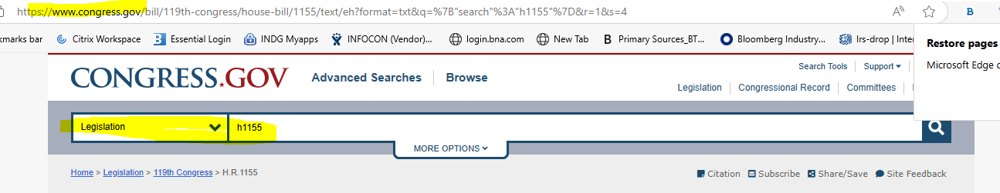 https://www.congress.gov/bill/119th-congress/house-bill/1155/text/eh?format=txt&q=%7B"search"%3A"h1155"%7D&r=1&s=4
kmarks bar Citrix Workspace Essential Login INDG Myapps INFOCON (Vendor)... login.bna.com New Tab B Primary Sources_BT... Bloomberg Industry... Irs-drop | Inter
Restore pages
Microsoft Edge
CONGRESS.GOV Advanced Searches Browse
Search Tools Support
Legislation Congressional Record Committees
Legislation h1155
MORE OPTIONS
Home > Legislation > 119th Congress > H.R.1155 Citation Subscribe Share/Save Site Feedback